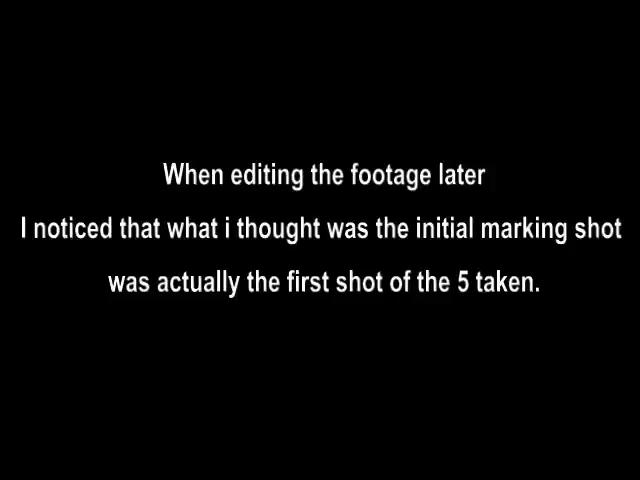 When editing the footage later
I noticed that what i thought was the initial marking shot
was actually the first shot of the 5 taken.